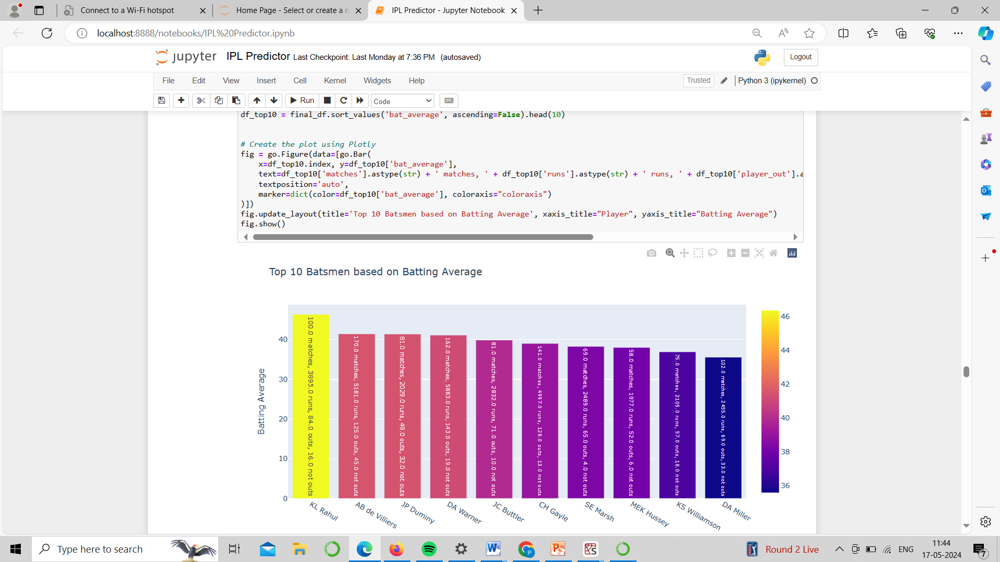 Connect to a Wi-Fi hotspot
Home Page - Select or create a n
IPL Predictor - Jupyter Notebook
localhost:8888/notebooks/IPL%20Predictor.ipynb
jupyter IPL Predictor Last Checkpoint: Last Monday at 7:36 PM (autosaved)
Logout
File Edit View Insert Cell Kernel Widgets Help
Trusted
Python 3 (ipykernel)
Run
Code
df_top10 = final_df.sort_values('bat_average', ascending=False).head(10)
# Create the plot using Plotly
fig = go.Figure(data=[go.Bar(
x=df_top10.index, y=df_top10['bat_average'],
text=df_top10['matches'].astype(str) + ' matches, ' + df_top10['runs'].astype(str) + ' runs, ' + df_top10['player_out'].a
textposition='auto',
marker=dict(color=df_top10['bat_average'], coloraxis="coloraxis")
)])
fig.update_layout(title='Top 10 Batsmen based on Batting Average', xaxis_title="Player", yaxis_title="Batting Average")
fig.show()
Top 10 Batsmen based on Batting Average
Batting Average
40
30
20
10
0
100.0 matches, 3895.0 runs, 84.0 outs, 16.0 not outs
170.0 matches, 5181.0 runs, 125.0 outs, 45.0 not outs
81.0 matches, 2029.0 runs, 49.0 outs, 32.0 not outs
162.0 matches, 5883.0 runs, 143.0 outs, 19.0 not outs
81.0 matches, 2832.0 runs, 71.0 outs, 10.0 not outs
141.0 matches, 4997.0 runs, 128.0 outs, 13.0 not outs
69.0 matches, 2489.0 runs, 65.0 outs, 4.0 not outs
58.0 matches, 1977.0 runs, 52.0 outs, 6.0 not outs
75.0 matches, 2105.0 runs, 57.0 outs, 18.0 not outs
102.0 matches, 2455.0 runs, 69.0 outs, 33.0 not outs
KL Rahul
AB de Villiers
JP Duminy
DA Warner
JC Buttler
CH Gayle
SE Marsh
MEK Hussey
KS Williamson
DA Miller
46
44
42
40
38
36
Type here to search
Round 2 Live
ENG
11:44
17-05-2024
7